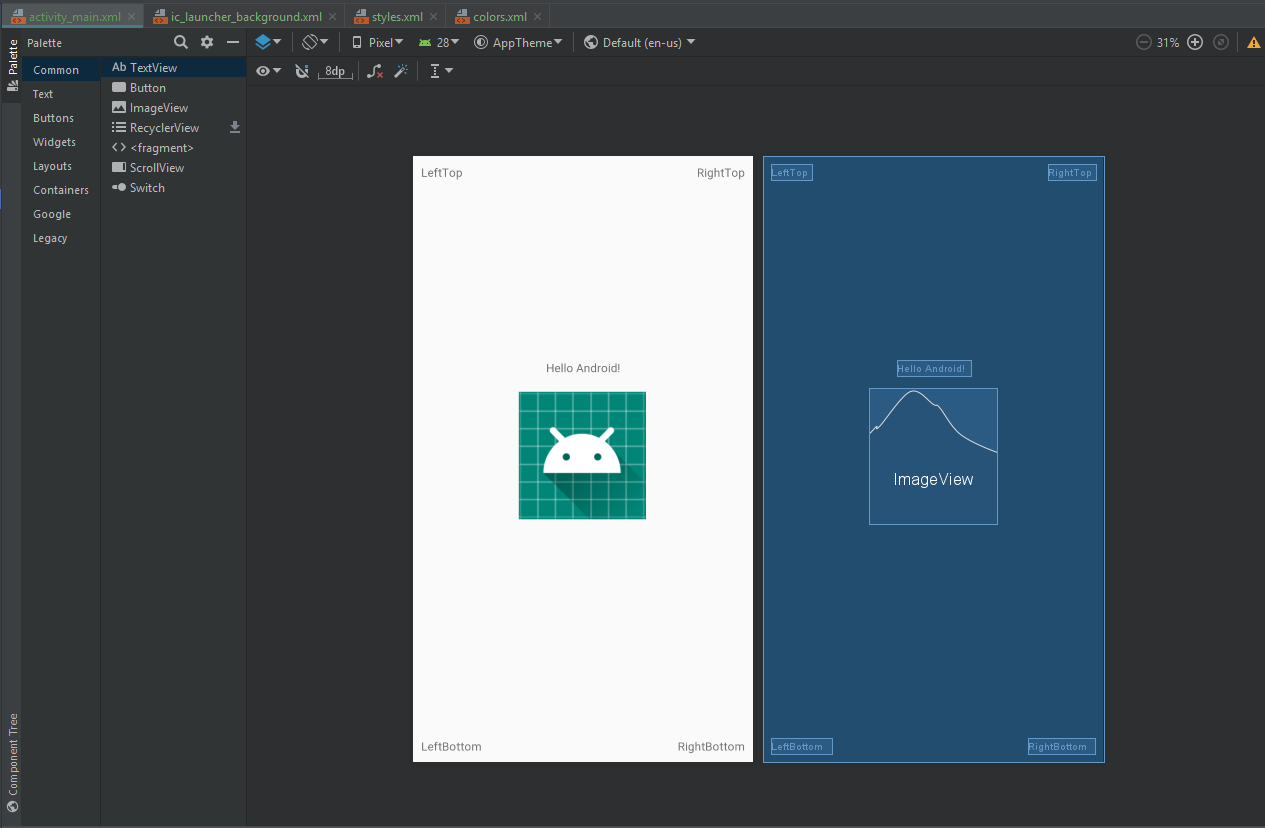 activity_main.xml
ic_launcher_background.xml
styles.xml
colors.xml
Palette
Palette
Pixel
28
AppTheme
Default (en-us)
31%
8dp
Common
Text
Buttons
Widgets
Layouts
Containers
Google
Legacy
Ab TextView
Button
ImageView
RecyclerView
<fragment>
ScrollView
Switch
LeftTop
RightTop
Hello Android!
LeftBottom
RightBottom
LeftTop
RightTop
Hello Android!
ImageView
LeftBottom
RightBottom
Component Tree